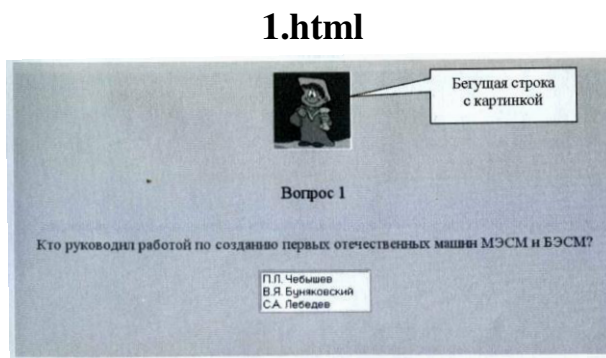 1.html
Бегущая строка
с картинкой
Вопрос 1
Кто руководил работой по созданию первых отечественных машин МЭСМ и БЭСМ?
П.Л. Чебышев
В.Я. Буняковский
С.А. Лебедев